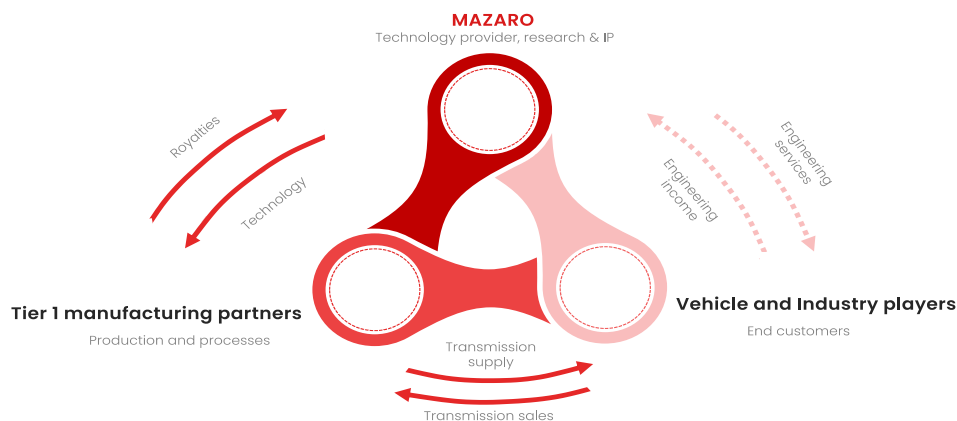 MAZARO
Technology provider, research & IP
Royalties
Technology
Engineering
services
Engineering
income
Tier 1 manufacturing partners
Production and processes
Vehicle and Industry players
End customers
Transmission
supply
Transmission sales